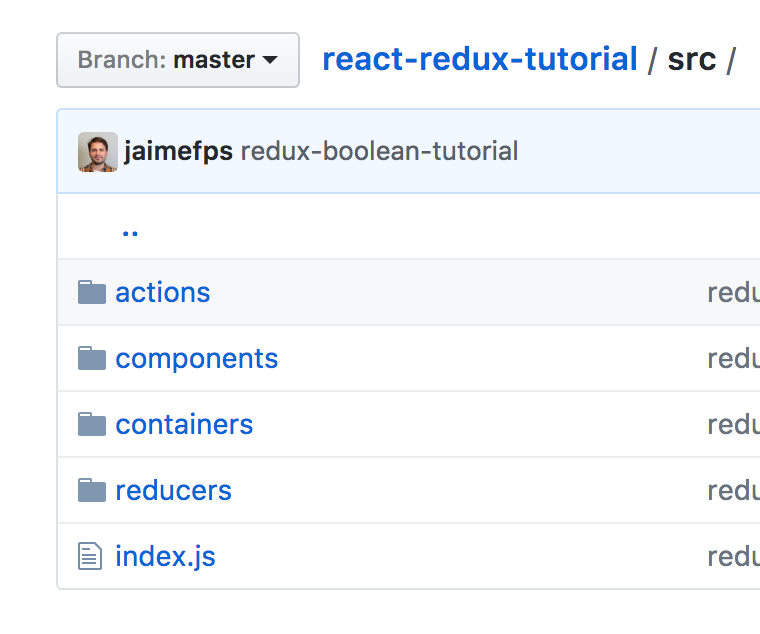 Branch: master react-redux-tutorial / src /
jaimefps redux-boolean-tutorial
..
actions redu
components redu
containers redu
reducers redu
index.js redu